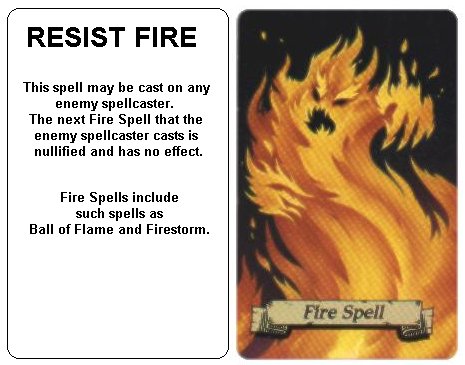 RESIST FIRE
This spell may be cast on any
enemy spellcaster.
The next Fire Spell that the
enemy spellcaster casts is
nullified and has no effect.
Fire Spells include
such spells as
Ball of Flame and Firestorm.
Fire Spell